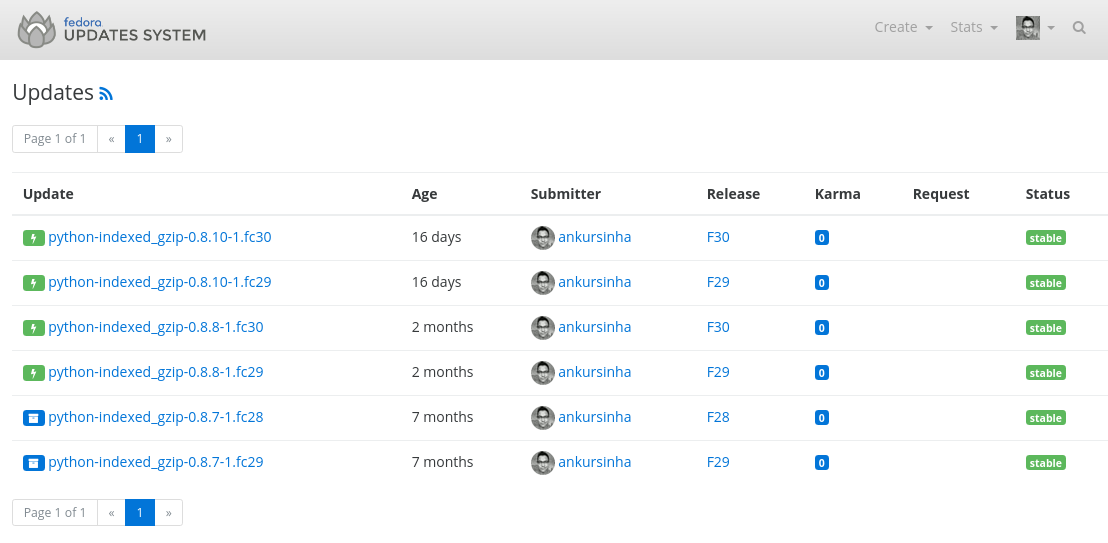 fedora
UPDATES SYSTEM
Create Stats
Updates
Page 1 of 1 « 1 »
Update Age Submitter Release Karma Request Status
python-indexed_gzip-0.8.10-1.fc30 16 days ankursinha F30 0 stable
python-indexed_gzip-0.8.10-1.fc29 16 days ankursinha F29 0 stable
python-indexed_gzip-0.8.8-1.fc30 2 months ankursinha F30 0 stable
python-indexed_gzip-0.8.8-1.fc29 2 months ankursinha F29 0 stable
python-indexed_gzip-0.8.7-1.fc28 7 months ankursinha F28 0 stable
python-indexed_gzip-0.8.7-1.fc29 7 months ankursinha F29 0 stable
Page 1 of 1 « 1 »